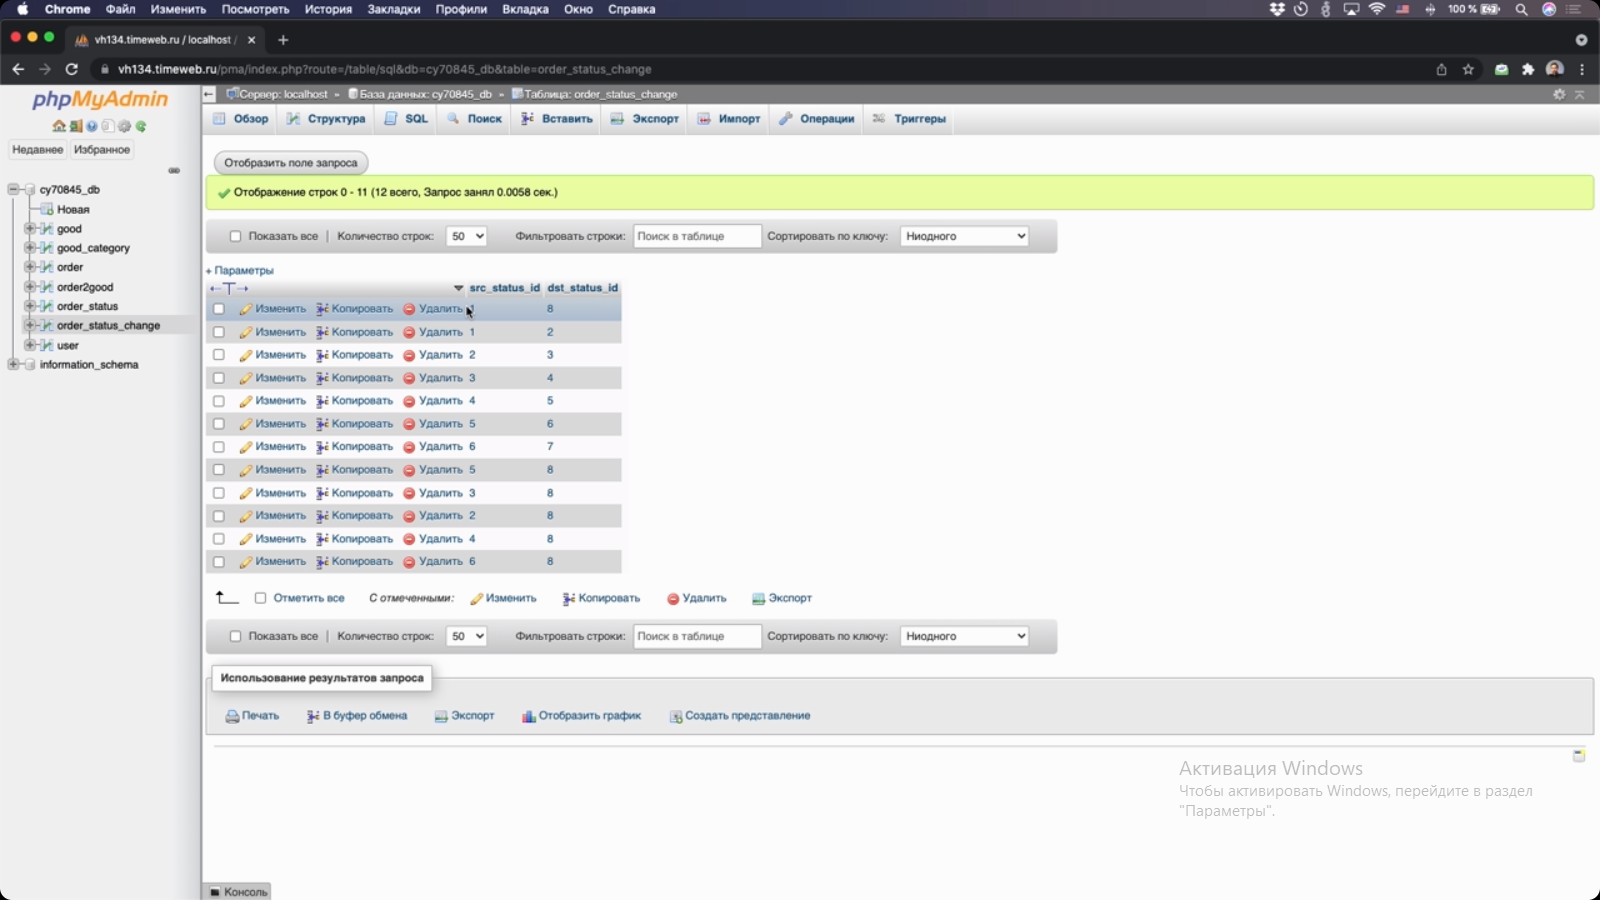 Chrome Файл Изменить Посмотреть История Закладки Профили Вкладка Окно Справка 100 %
vh134.timeweb.ru / localhost /
vh134.timeweb.ru/pma/index.php?route=/table/sql&db=cy70845_db&table=order_status_change
phpMyAdmin
Недавнее Избранное
cy70845_db
Новая
good
good_category
order
order2good
order_status
order_status_change
user
information_schema
Сервер: localhost » База данных: cy70845_db » Таблица: order_status_change
Обзор Структура SQL Поиск Вставить Экспорт Импорт Операции Триггеры
Отобразить поле запроса
Отображение строк 0 - 11 (12 всего, Запрос занял 0.0058 сек.)
Показать все | Количество строк: 50 Фильтровать строки: Поиск в таблице Сортировать по ключу: Ниодного
+ Параметры
←T→ src_status_id dst_status_id
Изменить Копировать Удалить 8
Изменить Копировать Удалить 1 2
Изменить Копировать Удалить 2 3
Изменить Копировать Удалить 3 4
Изменить Копировать Удалить 4 5
Изменить Копировать Удалить 5 6
Изменить Копировать Удалить 6 7
Изменить Копировать Удалить 5 8
Изменить Копировать Удалить 3 8
Изменить Копировать Удалить 2 8
Изменить Копировать Удалить 4 8
Изменить Копировать Удалить 6 8
Отметить все С отмеченными: Изменить Копировать Удалить Экспорт
Показать все | Количество строк: 50 Фильтровать строки: Поиск в таблице Сортировать по ключу: Ниодного
Использование результатов запроса
Печать В буфер обмена Экспорт Отобразить график Создать представление
Активация Windows
Чтобы активировать Windows, перейдите в раздел
"Параметры".
Консоль